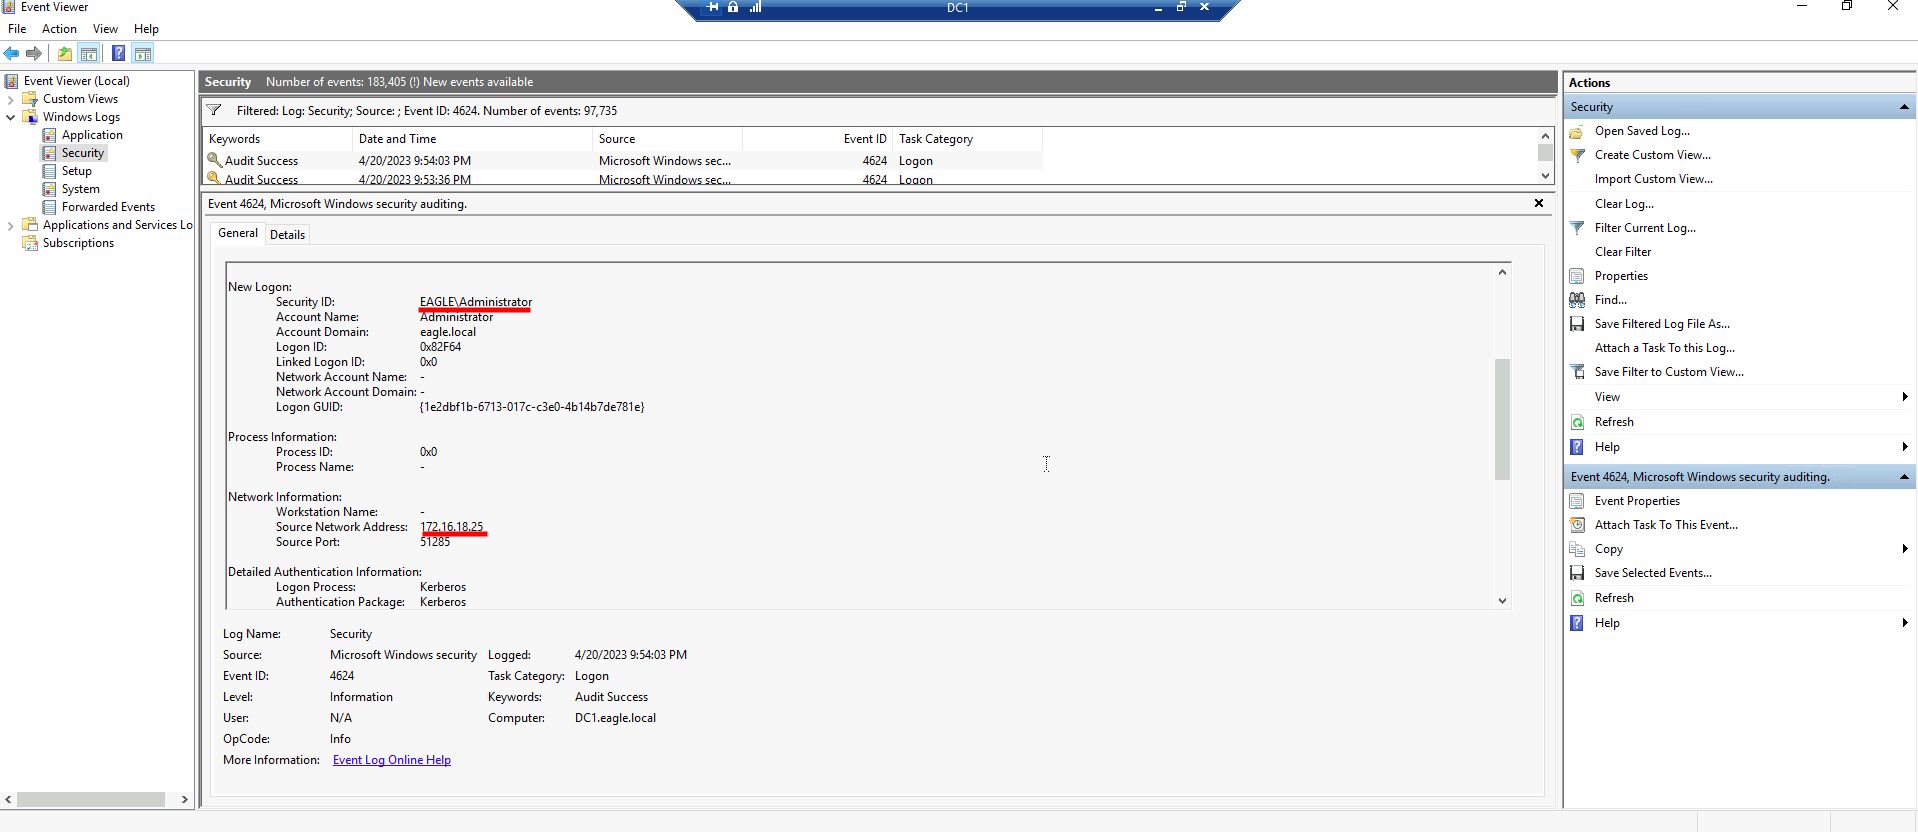 Event Viewer
DC1
File Action View Help
Event Viewer (Local)
Custom Views
Windows Logs
Application
Security
Setup
System
Forwarded Events
Applications and Services Lo
Subscriptions
Security Number of events: 183,405 (!) New events available
Filtered: Log: Security; Source: ; Event ID: 4624. Number of events: 97,735
Keywords Date and Time Source Event ID Task Category
Audit Success 4/20/2023 9:54:03 PM Microsoft Windows sec... 4624 Logon
Audit Success 4/20/2023 9:53:36 PM Microsoft Windows sec... 4624 Logon
Event 4624, Microsoft Windows security auditing.
General Details
New Logon:
Security ID: EAGLE\Administrator
Account Name: Administrator
Account Domain: eagle.local
Logon ID: 0x82F64
Linked Logon ID: 0x0
Network Account Name: -
Network Account Domain: -
Logon GUID: {1e2dbf1b-6713-017c-c3e0-4b14b7de781e}
Process Information:
Process ID: 0x0
Process Name: -
Network Information:
Workstation Name: -
Source Network Address: 172.16.18.25
Source Port: 51285
Detailed Authentication Information:
Logon Process: Kerberos
Authentication Package: Kerberos
Log Name: Security
Source: Microsoft Windows security Logged: 4/20/2023 9:54:03 PM
Event ID: 4624 Task Category: Logon
Level: Information Keywords: Audit Success
User: N/A Computer: DC1.eagle.local
OpCode: Info
More Information: Event Log Online Help
Actions
Security
Open Saved Log...
Create Custom View...
Import Custom View...
Clear Log...
Filter Current Log...
Clear Filter
Properties
Find...
Save Filtered Log File As...
Attach a Task To this Log...
Save Filter to Custom View...
View
Refresh
Help
Event 4624, Microsoft Windows security auditing.
Event Properties
Attach Task To This Event...
Copy
Save Selected Events...
Refresh
Help